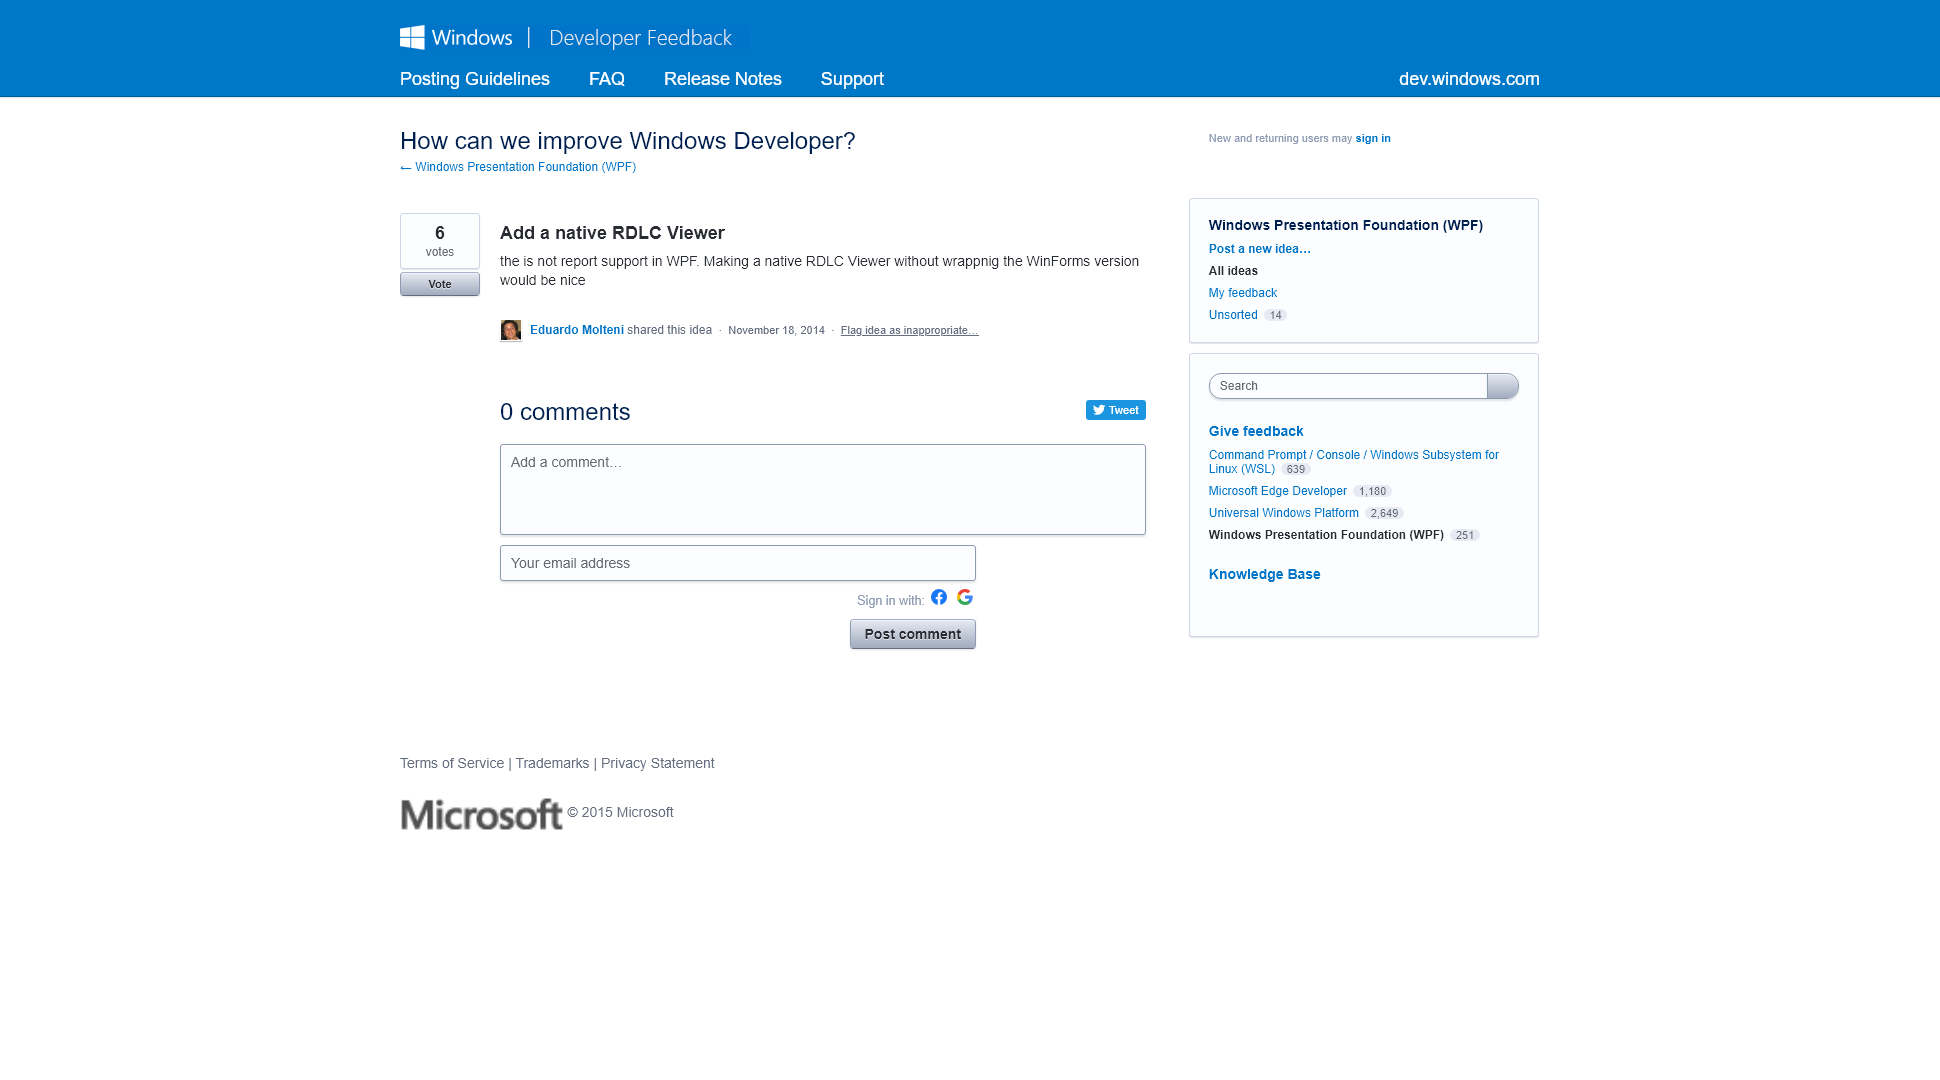 Windows | Developer Feedback
Posting Guidelines FAQ Release Notes Support dev.windows.com
How can we improve Windows Developer?
← Windows Presentation Foundation (WPF)
New and returning users may sign in
6
votes
Vote
Add a native RDLC Viewer
the is not report support in WPF. Making a native RDLC Viewer without wrappnig the WinForms version
would be nice
Eduardo Molteni shared this idea · November 18, 2014 · Flag idea as inappropriate…
0 comments
Tweet
Add a comment…
Your email address
Sign in with:
Post comment
Windows Presentation Foundation (WPF)
Post a new idea…
All ideas
My feedback
Unsorted 14
Search
Give feedback
Command Prompt / Console / Windows Subsystem for
Linux (WSL) 639
Microsoft Edge Developer 1,180
Universal Windows Platform 2,649
Windows Presentation Foundation (WPF) 251
Knowledge Base
Terms of Service | Trademarks | Privacy Statement
Microsoft © 2015 Microsoft